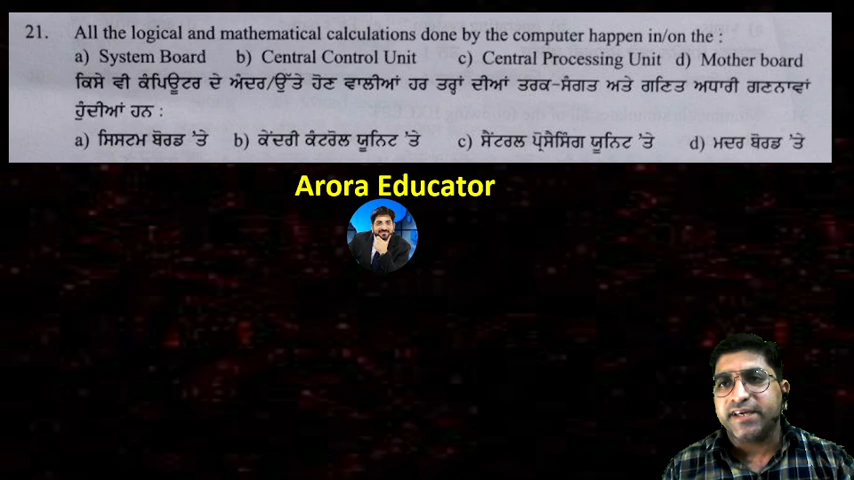 21. All the logical and mathematical calculations done by the computer happen in/on the :
a) System Board b) Central Control Unit c) Central Processing Unit d) Mother board
ਕਿਸੇ ਵੀ ਕੰਪਿਊਟਰ ਦੇ ਅੰਦਰ/ਉੱਤੇ ਹੋਣ ਵਾਲੀਆਂ ਹਰ ਤਰ੍ਹਾਂ ਦੀਆਂ ਤਰਕ-ਸੰਗਤ ਅਤੇ ਗਣਿਤ ਅਧਾਰੀ ਗਣਨਾਵਾਂ
ਹੁੰਦੀਆਂ ਹਨ :
a) ਸਿਸਟਮ ਬੋਰਡ 'ਤੇ b) ਕੇਂਦਰੀ ਕੰਟਰੋਲ ਯੂਨਿਟ 'ਤੇ c) ਸੈਂਟਰਲ ਪ੍ਰੋਸੈਸਿੰਗ ਯੂਨਿਟ 'ਤੇ d) ਮਦਰ ਬੋਰਡ 'ਤੇ
Arora Educator